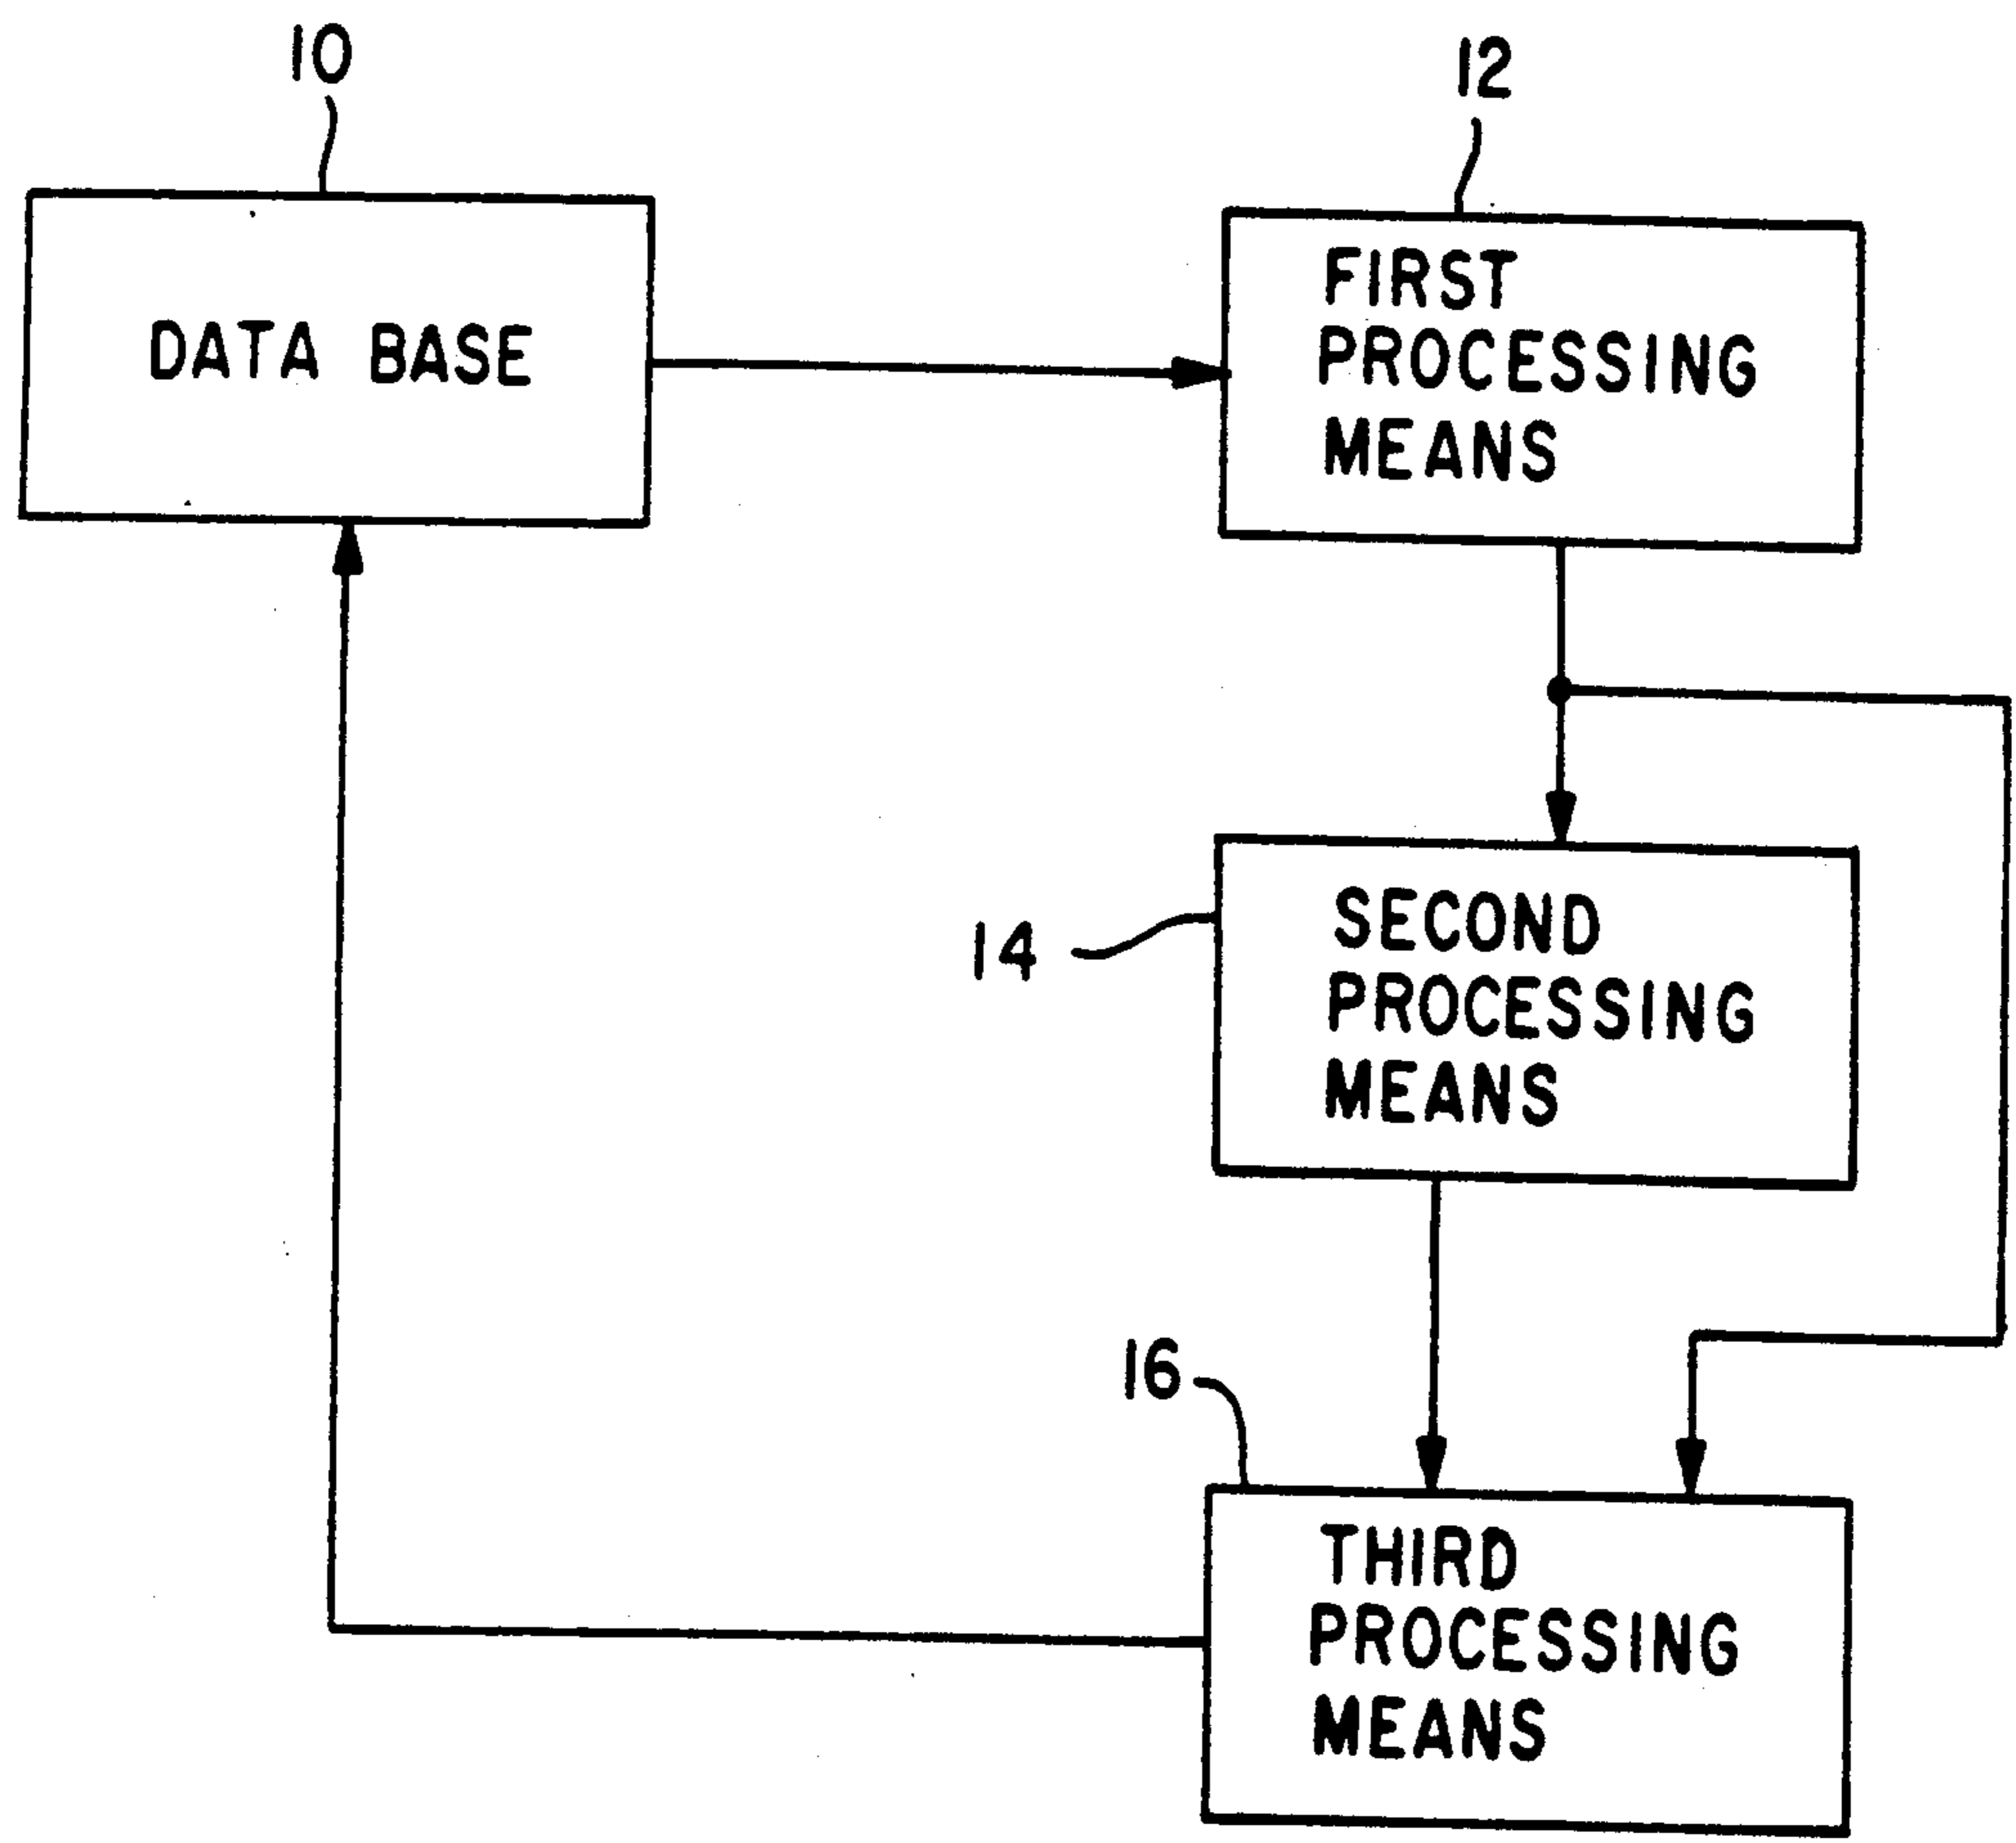 10
12
DATA BASE
FIRST
PROCESSING
MEANS
14
SECOND
PROCESSING
MEANS
16
THIRD
PROCESSING
MEANS